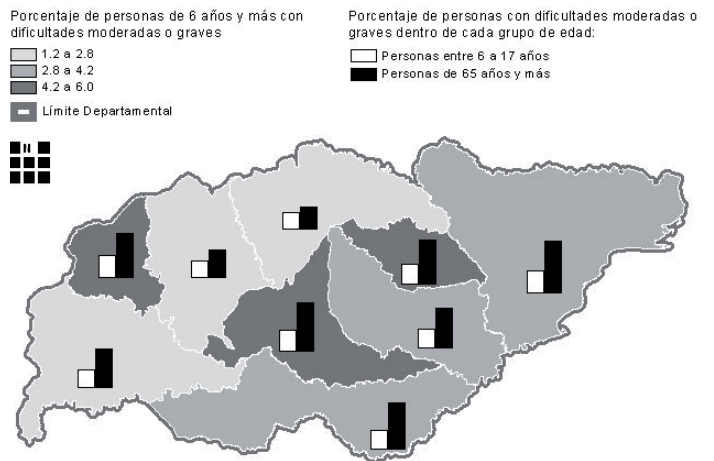 Porcentaje de personas de 6 años y más con
dificultades moderadas o graves
1.2 a 2.8
2.8 a 4.2
4.2 a 6.0
Límite Departamental
Porcentaje de personas con dificultades moderadas o
graves dentro de cada grupo de edad:
Personas entre 6 a 17 años
Personas de 65 años y más